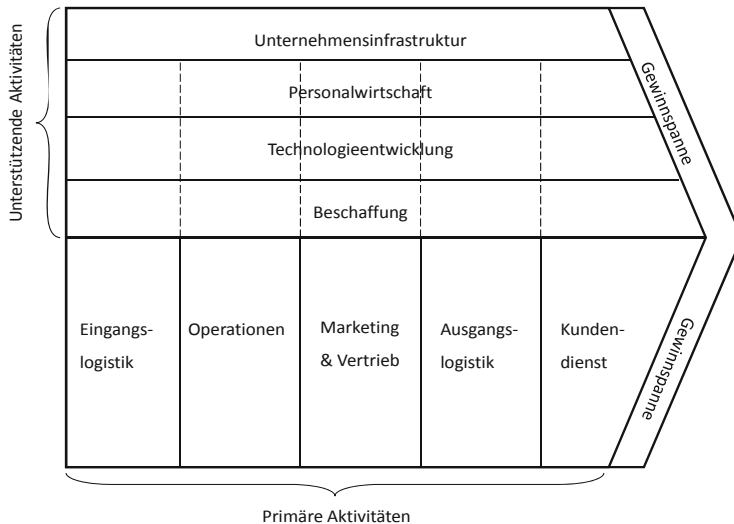 Unterstützende Aktivitäten
Unternehmensinfrastruktur
Personalwirtschaft
Technologieentwicklung
Beschaffung
Gewinnspanne
Eingangs-
logistik
Operationen
Marketing
& Vertrieb
Ausgangs-
logistik
Kunden-
dienst
Gewinnspanne
Primäre Aktivitäten